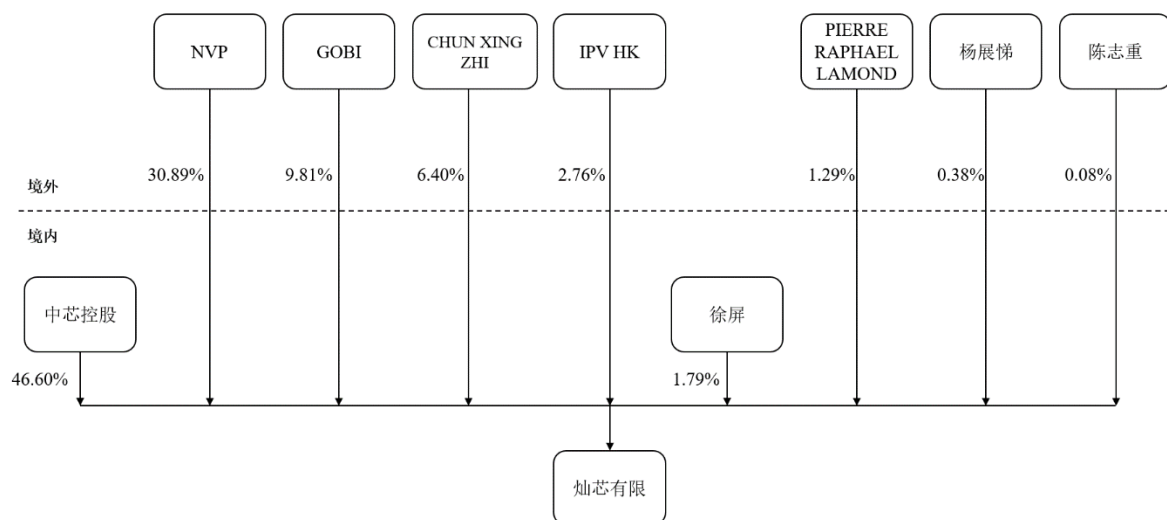 NVP
GOBI
CHUN XING
ZHI
IPV HK
PIERRE
RAPHAEL
LAMOND
杨展悌
陈志重
30.89%
9.81%
6.40%
2.76%
1.29%
0.38%
0.08%
境外
境内
中芯控股
徐屏
46.60%
1.79%
灿芯有限